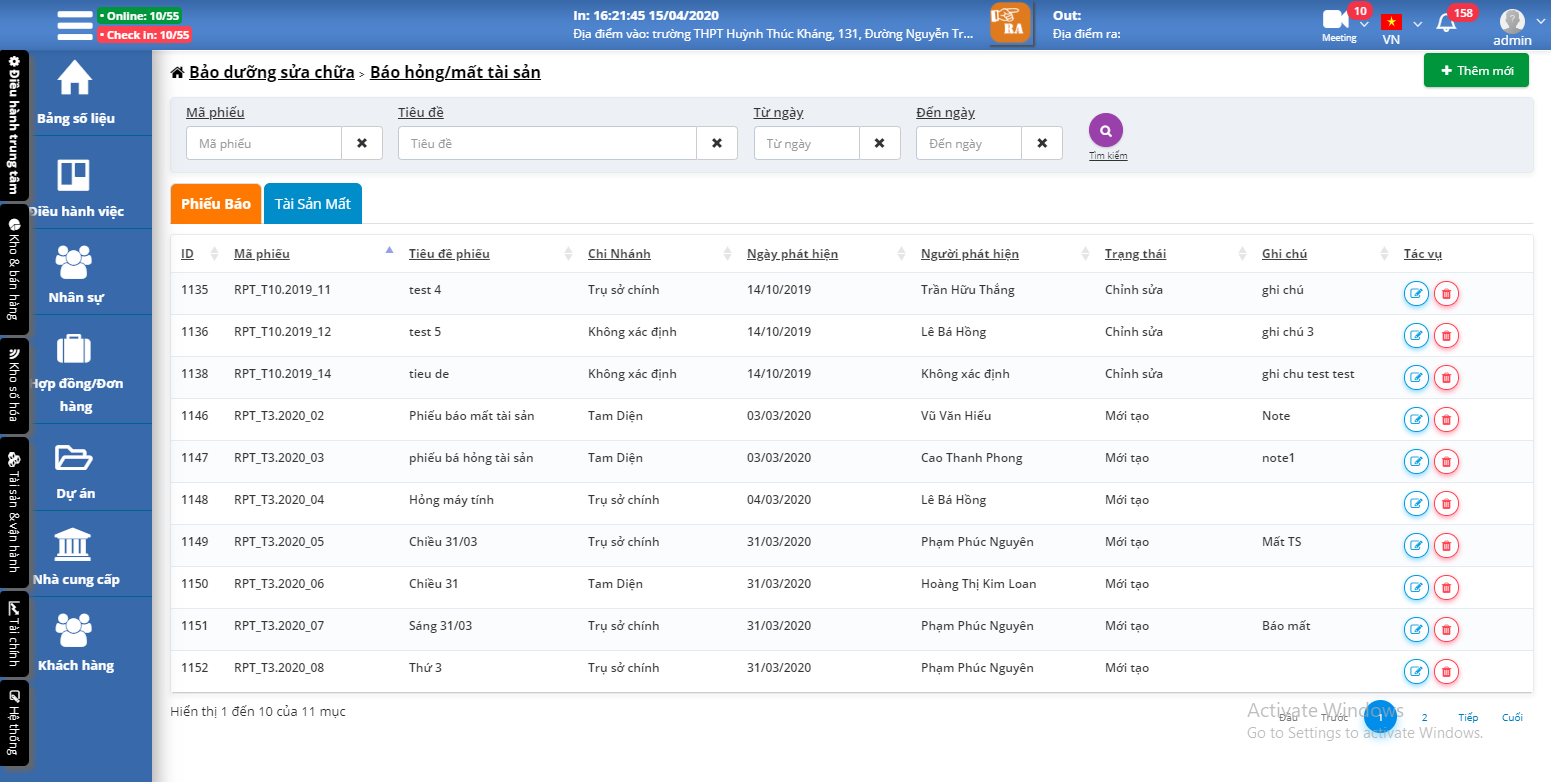 • Online: 10/55
• Check in: 10/55
In: 16:21:45 15/04/2020
Địa điểm vào: trường THPT Huỳnh Thúc Kháng, 131, Đường Nguyễn Tr...
RA
Out:
Địa điểm ra:
10
Meeting
VN
158
admin
Điều hành trung tâm
Kho & bán hàng
Kho số hóa
Tài sản & vận hành
Tài chính
Hệ thống
Bảng số liệu
Điều hành việc
Nhân sự
Hợp đồng/Đơn
hàng
Dự án
Nhà cung cấp
Khách hàng
Bảo dưỡng sửa chữa > Báo hỏng/mất tài sản
+ Thêm mới
Mã phiếu Tiêu đề Từ ngày Đến ngày
Mã phiếu Tiêu đề Từ ngày Đến ngày
Tìm kiếm
Phiếu Báo Tài Sản Mất
ID Mã phiếu Tiêu đề phiếu Chi Nhánh Ngày phát hiện Người phát hiện Trạng thái Ghi chú Tác vụ
1135 RPT_T10.2019_11 test 4 Trụ sở chính 14/10/2019 Trần Hữu Thắng Chỉnh sửa ghi chú
1136 RPT_T10.2019_12 test 5 Không xác định 14/10/2019 Lê Bá Hồng Chỉnh sửa ghi chú 3
1138 RPT_T10.2019_14 tieu de Không xác định 14/10/2019 Không xác định Chỉnh sửa ghi chu test test
1146 RPT_T3.2020_02 Phiếu báo mất tài sản Tam Diện 03/03/2020 Vũ Văn Hiếu Mới tạo Note
1147 RPT_T3.2020_03 phiếu bá hỏng tài sản Tam Diện 03/03/2020 Cao Thanh Phong Mới tạo note1
1148 RPT_T3.2020_04 Hỏng máy tính Trụ sở chính 04/03/2020 Lê Bá Hồng Mới tạo
1149 RPT_T3.2020_05 Chiều 31/03 Trụ sở chính 31/03/2020 Phạm Phúc Nguyên Mới tạo Mất TS
1150 RPT_T3.2020_06 Chiều 31 Tam Diện 31/03/2020 Hoàng Thị Kim Loan Mới tạo
1151 RPT_T3.2020_07 Sáng 31/03 Trụ sở chính 31/03/2020 Phạm Phúc Nguyên Mới tạo Báo mất
1152 RPT_T3.2020_08 Thứ 3 Trụ sở chính 31/03/2020 Phạm Phúc Nguyên Mới tạo
Hiển thị 1 đến 10 của 11 mục
Đầu Trước 1 2 Tiếp Cuối
Activate Windows
Go to Settings to activate Windows.